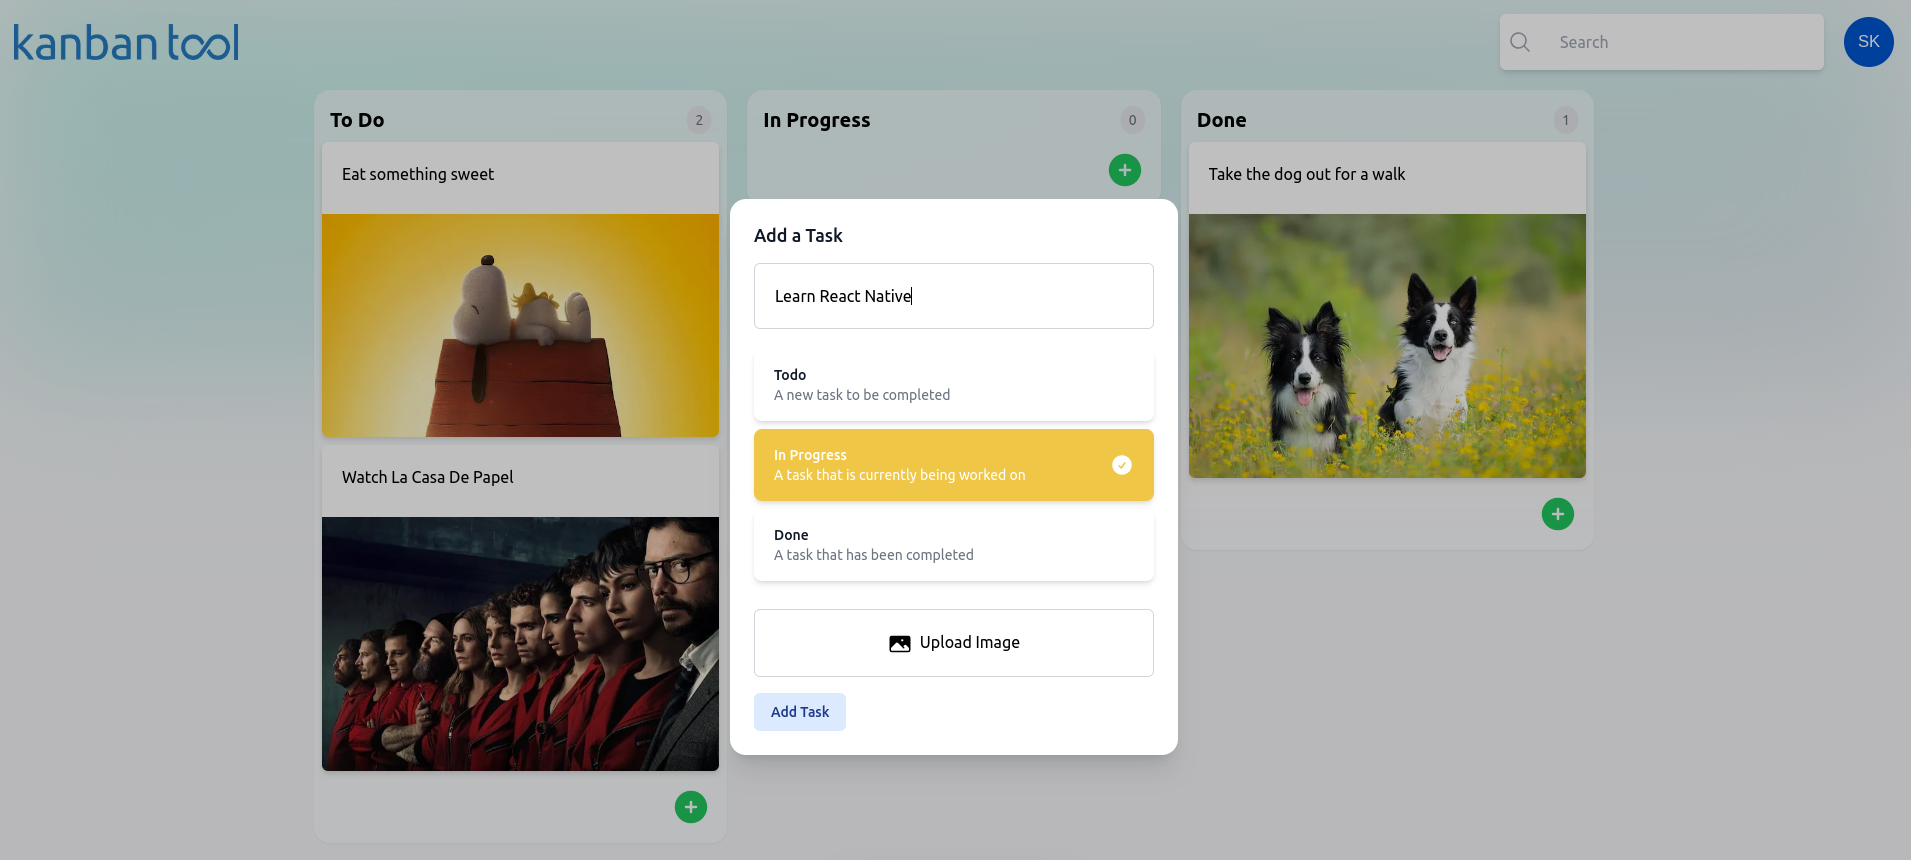 kanban tool
Search
SK
To Do
2
Eat something sweet
Watch La Casa De Papel
In Progress
0
Done
1
Take the dog out for a walk
Add a Task
Learn React Native
Todo
A new task to be completed
In Progress
A task that is currently being worked on
Done
A task that has been completed
Upload Image
Add Task